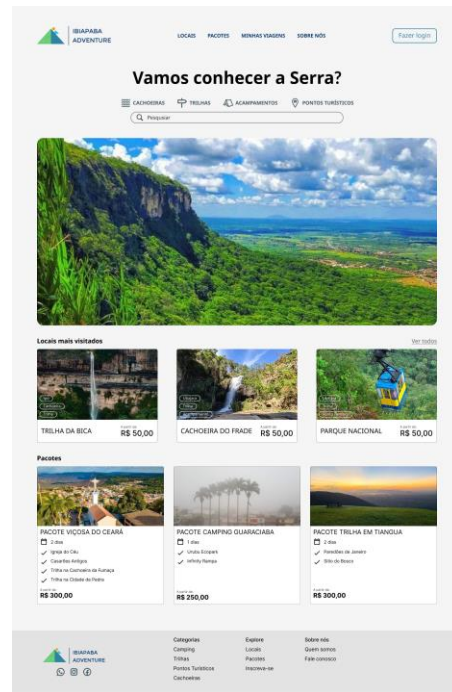 IBIAPABA
ADVENTURE
LOCAIS PACOTES MINHAS VIAGENS SOBRE NÓS
Fazer login
Vamos conhecer a Serra?
CACHOEIRAS TRILHAS ACAMPAMENTOS PONTOS TURÍSTICOS
Pesquisar
Locais mais visitados
Ver todos
TRILHA DA BICA
R$ 50,00
CACHOEIRA DO FRADE
R$ 50,00
PARQUE NACIONAL
R$ 50,00
Pacotes
PACOTE VIÇOSA DO CEARÁ
2 dias
Igreja do Céu
Casarões Antigos
Trilha na Cachoeira da Fumaça
Trilha na Cidade de Pedra
R$ 300,00
PACOTE CAMPING GUARACIABA
1 dias
Urubu Ecopark
Infinity Rampa
R$ 250,00
PACOTE TRILHA EM TIANGUA
2 dias
Paredões de Janeiro
Sítio do Bosco
R$ 300,00
IBIAPABA
ADVENTURE
Categorias
Camping
Trilhas
Pontos Turísticos
Cachoeiras
Explore
Locais
Pacotes
Inscreva-se
Sobre nós
Quem somos
Fale conosco